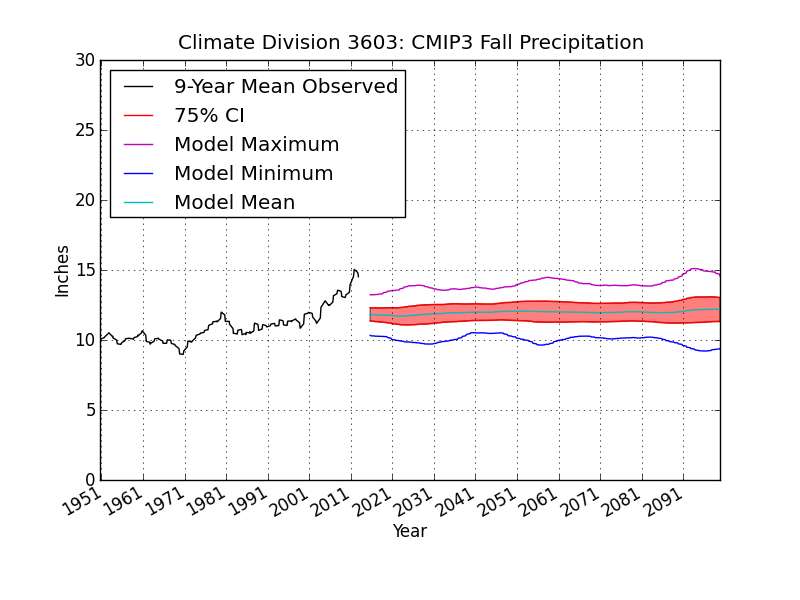 Climate Division 3603: CMIP3 Fall Precipitation
30
25
20
15
10
5
0
Inches
9-Year Mean Observed
75% CI
Model Maximum
Model Minimum
Model Mean
1951 1961 1971 1981 1991 2001 2011 2021 2031 2041 2051 2061 2071 2081 2091
Year